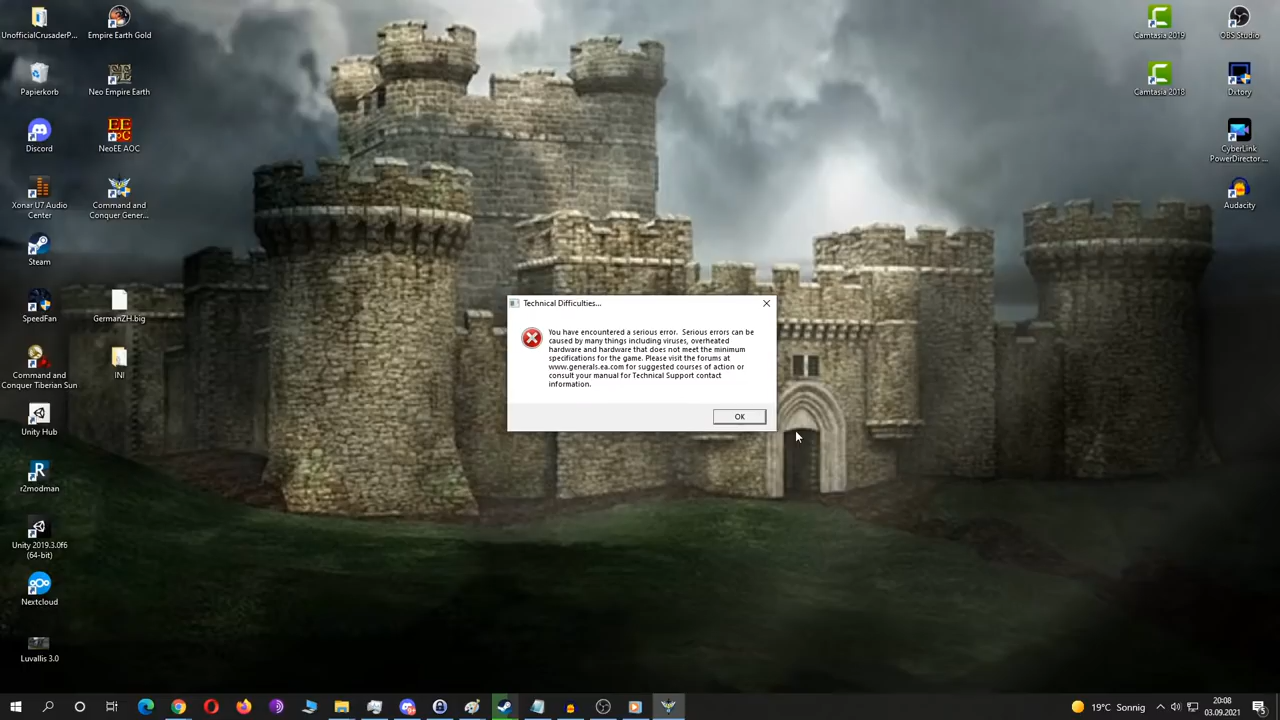 UnofficialCrusaderP...
Empire Earth Gold
Papierkorb
Neo Empire Earth
Discord
NeoEE AOC
Xonar U7 Audio
Center
Command and
Conquer Gener...
Steam
SpeedFan
GermanZH.big
Command and
Conquer Tiberian Sun
INI
Unity Hub
r2modman
Unity 2019.3.0f6
(64-bit)
Nextcloud
Luvallis 3.0
Camtasia 2019
OBS Studio
Camtasia 2018
Dxtory
CyberLink
PowerDirector ...
Audacity
Technical Difficulties...
You have encountered a serious error.  Serious errors can be
caused by many things including viruses, overheated
hardware and hardware that does not meet the minimum
specifications for the game. Please visit the forums at
www.generals.ea.com for suggested courses of action or
consult your manual for Technical Support contact
information.
OK
19°C Sonnig
20:08
03.09.2021